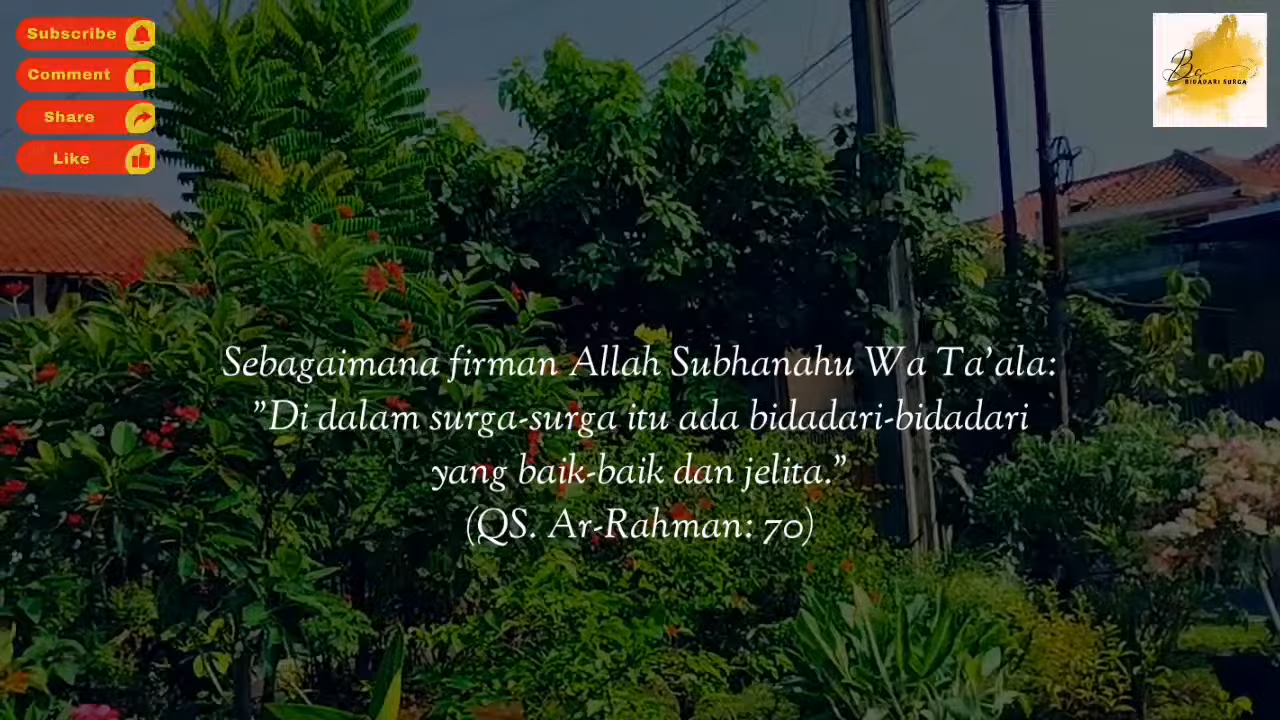 Subscribe
Comment
Share
Like
BIDADARI SURGA
Sebagaimana firman Allah Subhanahu Wa Ta'ala:
"Di dalam surga-surga itu ada bidadari-bidadari
yang baik-baik dan jelita."
(QS. Ar-Rahman: 70)